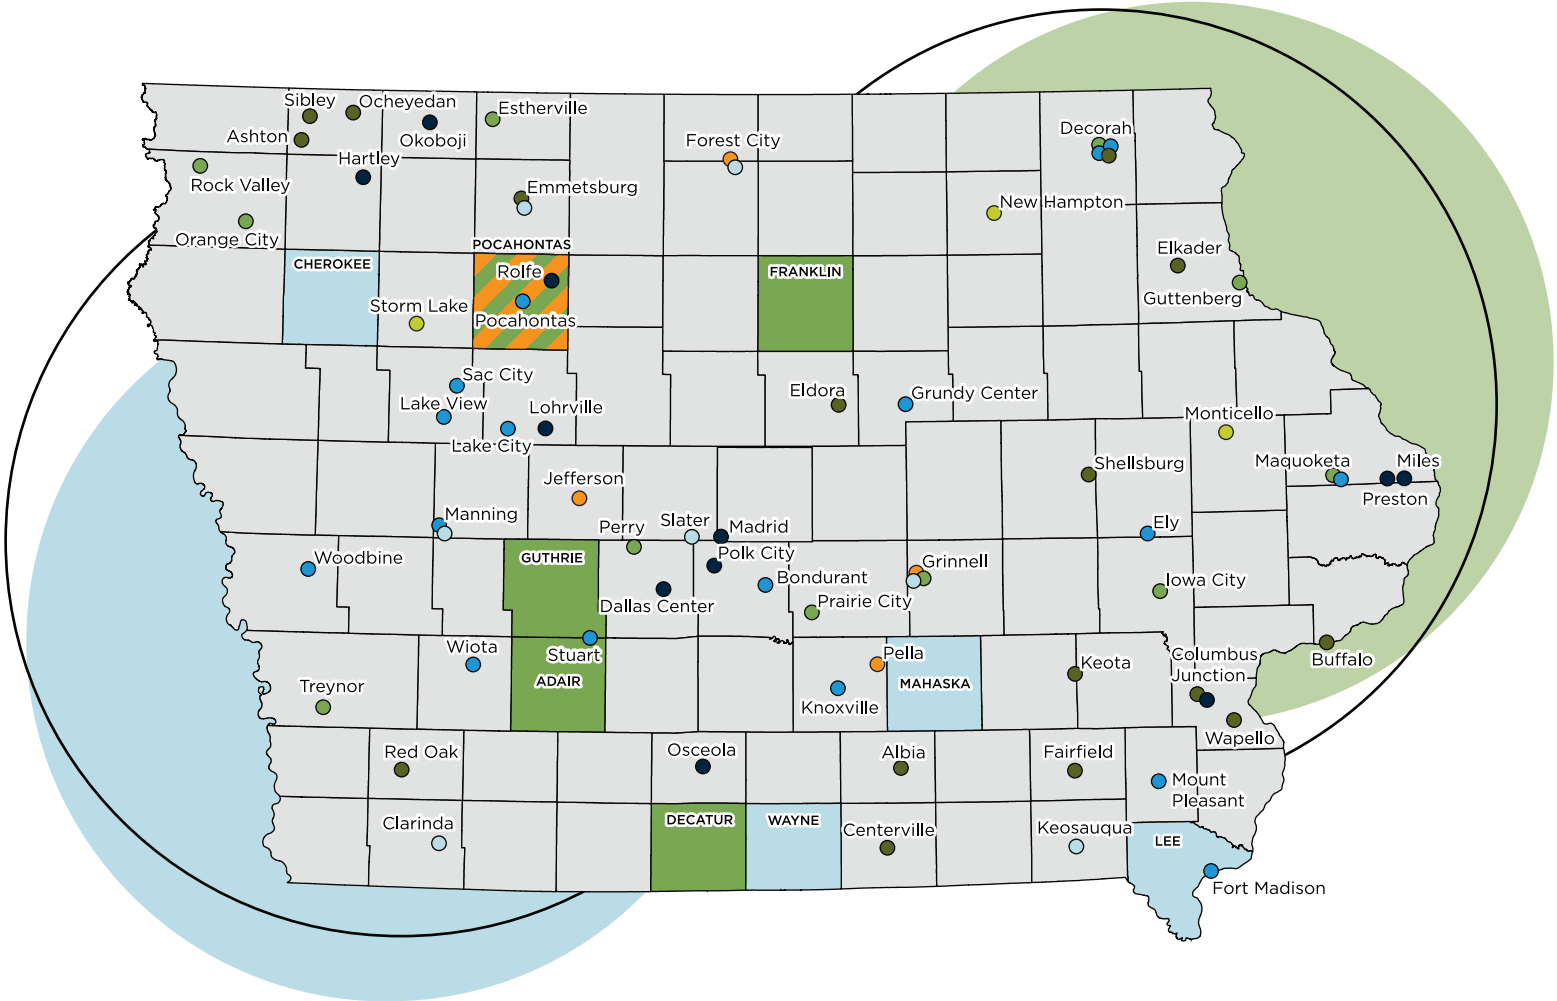 Sibley
Ocheyedan
Estherville
Ashton
Okoboji
Decorah
Forest City
Hartley
Rock Valley
Emmetsburg
New Hampton
Orange City
POCAHONTAS
Elkader
CHEROKEE
Rolfe
FRANKLIN
Guttenberg
Storm Lake
Pocahontas
Sac City
Eldora
Grundy Center
Lake View
Lohrville
Monticello
Lake City
Shellsburg
Maquoketa
Miles
Jefferson
Preston
Manning
Slater
Madrid
Ely
Perry
Polk City
Woodbine
GUTHRIE
Grinnell
Bondurant
Iowa City
Dallas Center
Prairie City
Wiota
Stuart
Pella
Columbus
Junction
Buffalo
Keota
ADAIR
MAHASKA
Treynor
Knoxville
Wapello
Red Oak
Osceola
Albia
Fairfield
Mount
Pleasant
Clarinda
DECATUR
WAYNE
Centerville
Keosauqua
LEE
Fort Madison